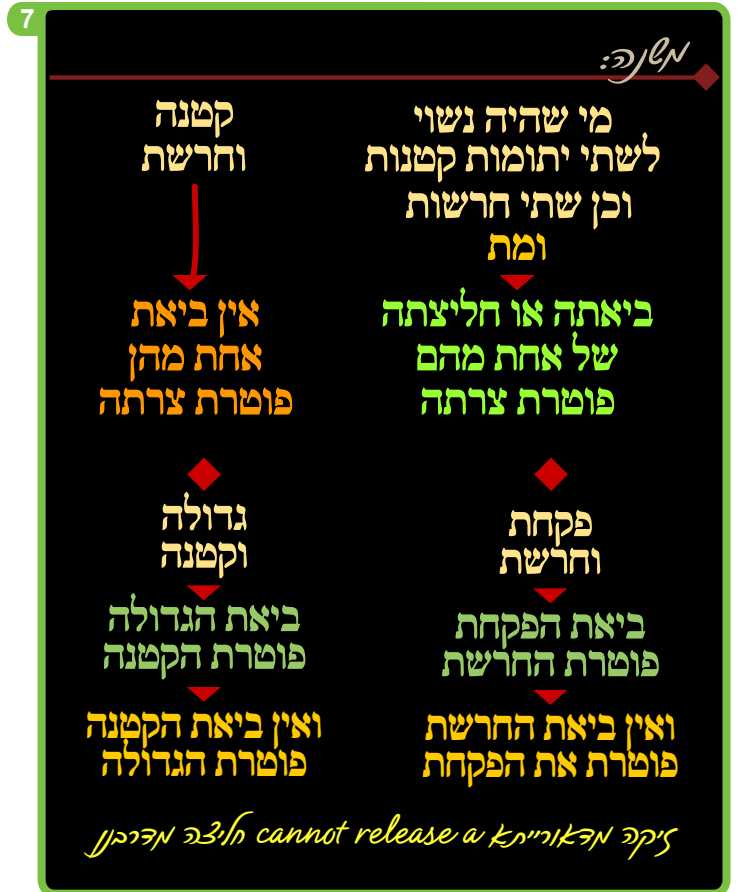 7
משנה:
מי שהיה נשוי
לשתי יתומות קטנות
וכן שתי חרשות
ומת
ביאתה או חליצתה
של אחת מהם
פוטרת צרתה
קטנה
וחרשת
אין ביאת
אחת מהן
פוטרת צרתה
פקחת
וחרשת
ביאת הפקחת
פוטרת החרשת
ואין ביאת החרשת
פוטרת את הפקחת
גדולה
וקטנה
ביאת הגדולה
פוטרת הקטנה
ואין ביאת הקטנה
פוטרת הגדולה
זיקה מדאורייתא cannot release a חליצה מדרבנן